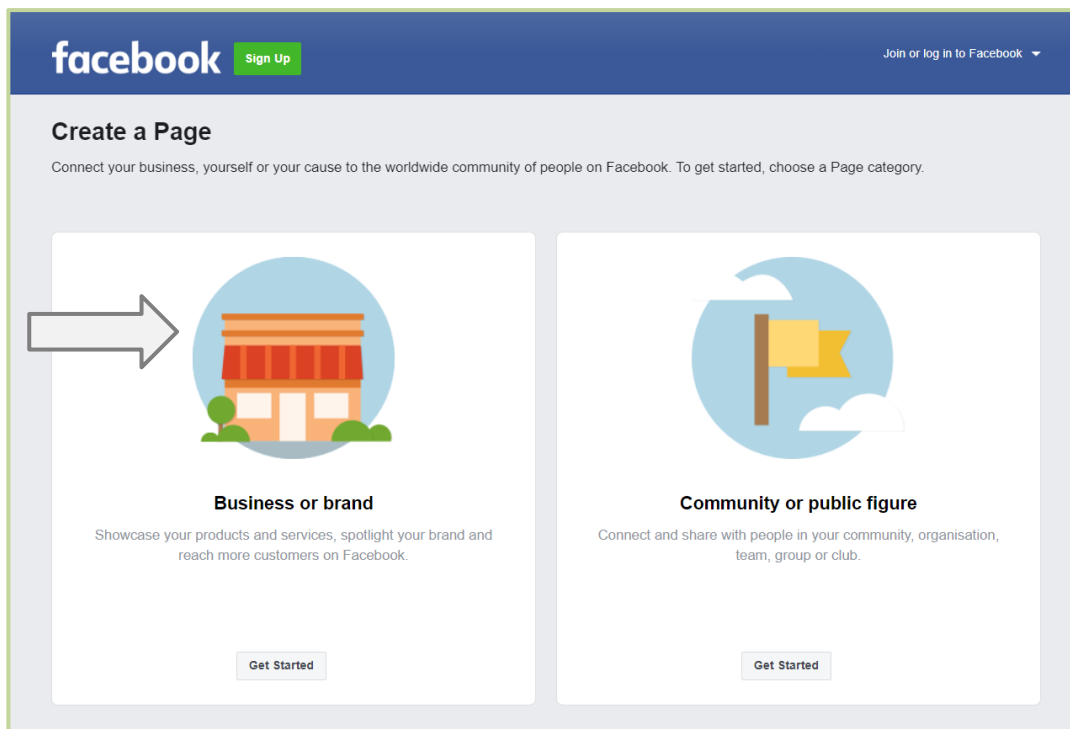 facebook
Sign Up
Join or log in to Facebook
Create a Page
Connect your business, yourself or your cause to the worldwide community of people on Facebook. To get started, choose a Page category.
Business or brand
Showcase your products and services, spotlight your brand and
reach more customers on Facebook.
Get Started
Community or public figure
Connect and share with people in your community, organisation,
team, group or club.
Get Started